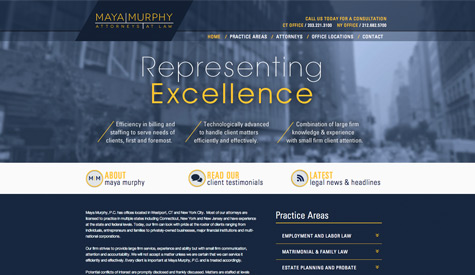 MAYA|MURPHY
ATTORNEYS AT LAW
CALL US TODAY FOR A CONSULTATION
CT OFFICE / 203.221.3100 NY OFFICE / 212.682.5700
HOME / PRACTICE AREAS / ATTORNEYS / OFFICE LOCATIONS / CONTACT
Representing
Excellence
Efficiency in billing and
staffing to serve needs of
clients, first and foremost.
Technologically advanced
to handle client matters
efficiently and effectively.
Combination of large firm
knowledge & experience
with small firm client attention.
M|M
ABOUT
maya murphy
READ OUR
client testimonials
LATEST
legal news & headlines
Maya Murphy, P.C. has offices located in Westport, CT and New York City. Most of our attorneys are
licensed to practice in multiple states including Connecticut, New York and New Jersey and have experience
at the state and federal levels. Today, our firm can look with pride at the roster of clients ranging from
individuals, entrepreneurs and families to privately-owned businesses, major financial institutions and multi-
national corporations.
Our firm strives to provide large firm service, experience and ability but with small firm communication,
attention and accountability. We will not accept a matter unless we are certain that we can service it
efficiently and effectively. Every client is important at Maya Murphy, P.C. and is treated accordingly.
Potential conflicts of interest are promptly disclosed and frankly discussed. Matters are staffed at levels
Practice Areas
EMPLOYMENT AND LABOR LAW
MATRIMONIAL & FAMILY LAW
ESTATE PLANNING AND PROBATE